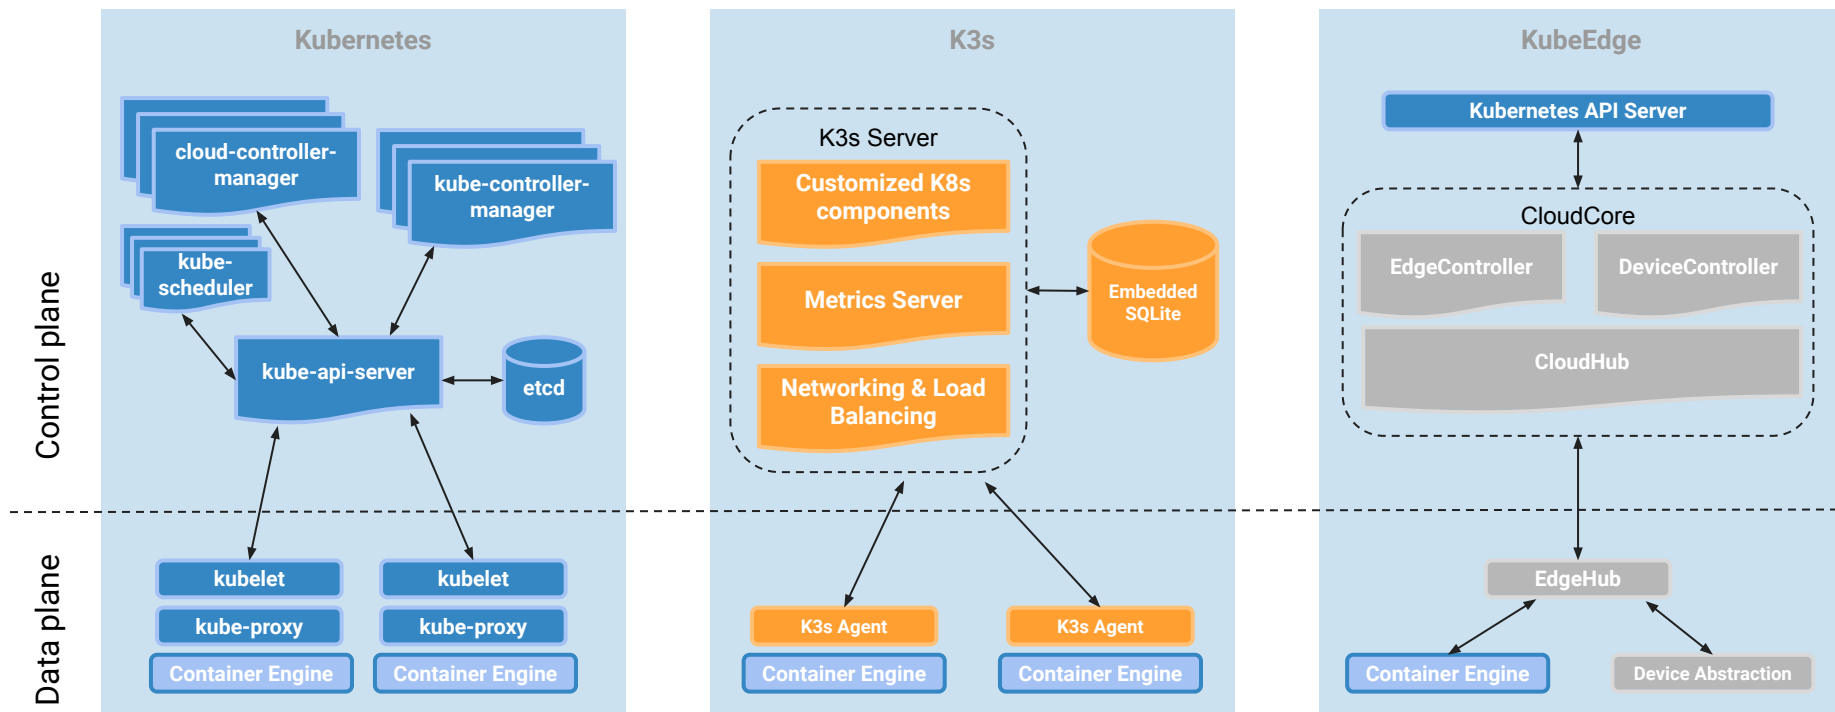 Kubernetes
cloud-controller-
manager
kube-controller-
manager
kube-
scheduler
kube-api-server
etcd
kubelet
kubelet
kube-proxy
kube-proxy
Container Engine
Container Engine
K3s
K3s Server
Customized K8s
components
Metrics Server
Networking & Load
Balancing
Embedded
SQLite
K3s Agent
K3s Agent
Container Engine
Container Engine
KubeEdge
Kubernetes API Server
CloudCore
EdgeController
DeviceController
CloudHub
EdgeHub
Container Engine
Device Abstraction
Control plane
Data plane